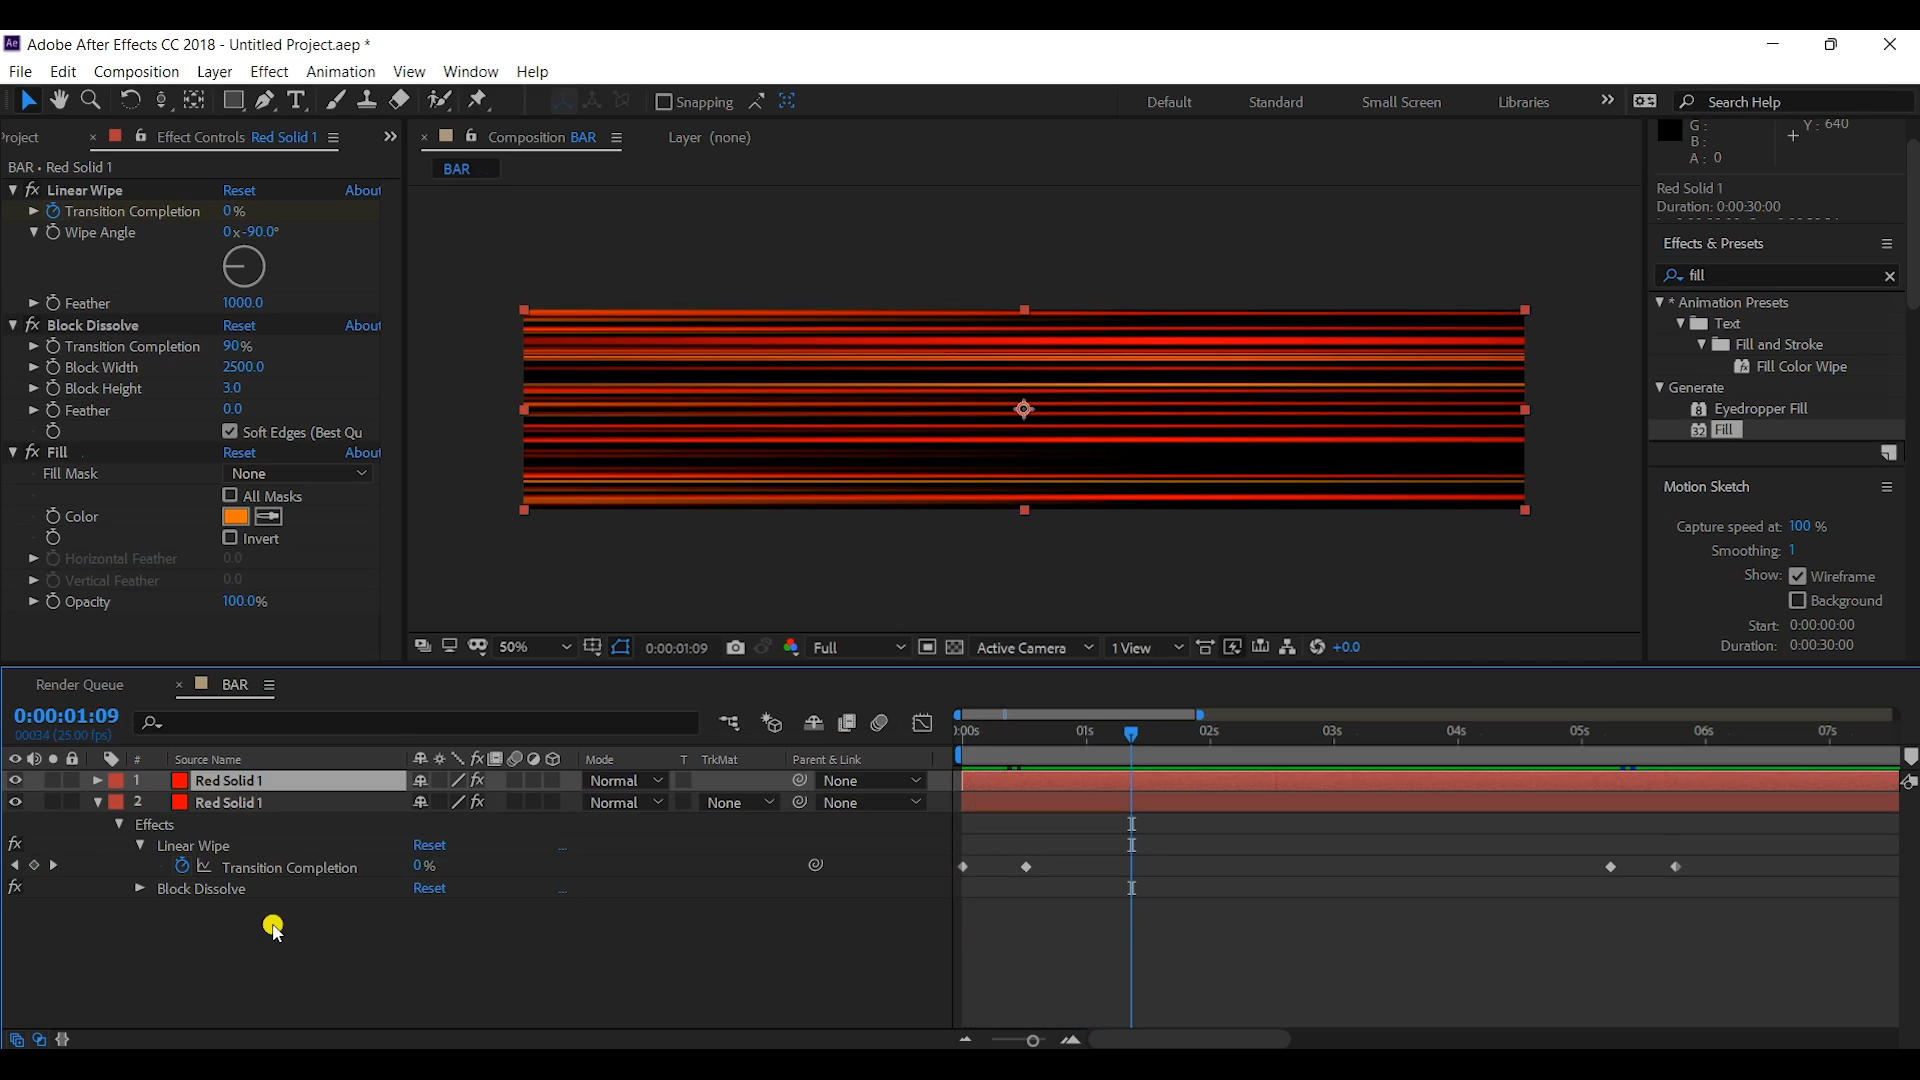 Adobe After Effects CC 2018 - Untitled Project.aep *
File Edit Composition Layer Effect Animation View Window Help
Snapping
Default Standard Small Screen Libraries
Search Help
roject
Effect Controls Red Solid 1
BAR • Red Solid 1
Linear Wipe Reset About
Transition Completion 0%
Wipe Angle 0x-90.0°
Feather 1000.0
Block Dissolve Reset About
Transition Completion 90%
Block Width 2500.0
Block Height 3.0
Feather 0.0
Soft Edges (Best Qu
Fill Reset About
Fill Mask None
All Masks
Color
Invert
Horizontal Feather 0.0
Vertical Feather 0.0
Opacity 100.0%
Composition BAR
Layer (none)
BAR
50% 0:00:01:09 Full Active Camera 1 View +0.0
G:
B:
A: 0
Y: 640
Red Solid 1
Duration: 0:00:30:00
Effects & Presets
fill
* Animation Presets
Text
Fill and Stroke
Fill Color Wipe
Generate
Eyedropper Fill
Fill
Motion Sketch
Capture speed at: 100 %
Smoothing: 1
Show: Wireframe
Background
Start: 0:00:00:00
Duration: 0:00:30:00
Render Queue
BAR
0:00:01:09
00034 (25.00 fps)
# Source Name Mode T TrkMat Parent & Link
1 Red Solid 1 Normal None
2 Red Solid 1 Normal None None
Effects
Linear Wipe Reset ...
Transition Completion 0%
Block Dissolve Reset ...
):00s 01s 02s 03s 04s 05s 06s 07s